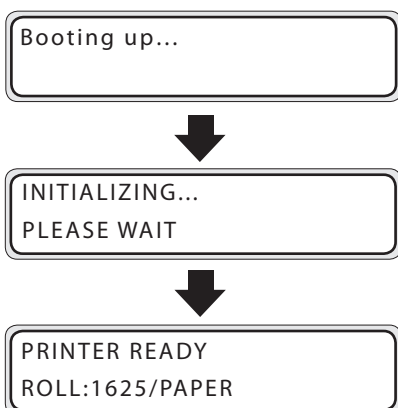 Booting up...
INITIALIZING...
PLEASE WAIT
PRINTER READY
ROLL:1625/PAPER